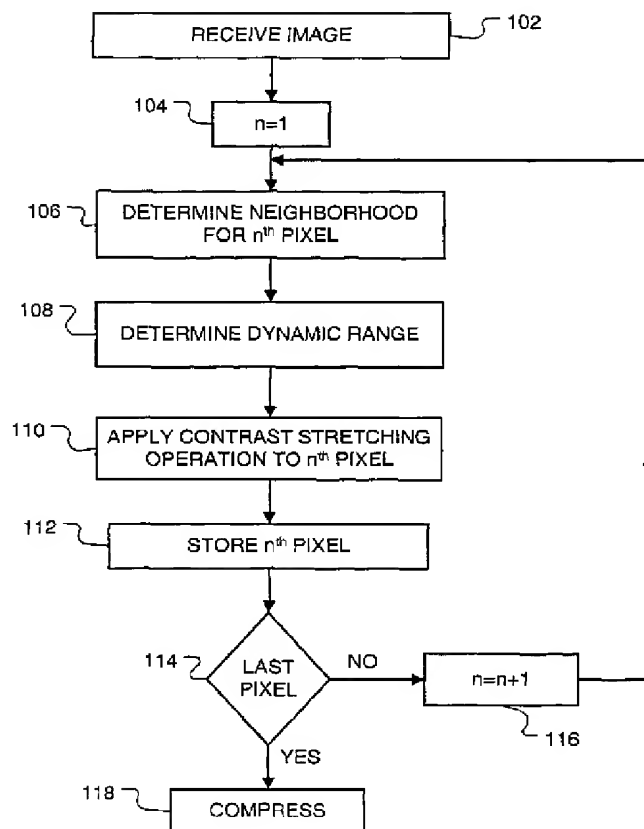 RECEIVE IMAGE
102
104
n=1
106
DETERMINE NEIGHBORHOOD
FOR nth PIXEL
108
DETERMINE DYNAMIC RANGE
110
APPLY CONTRAST STRETCHING
OPERATION TO nth PIXEL
112
STORE nth PIXEL
114
LAST
PIXEL
NO
n=n+1
116
YES
118
COMPRESS